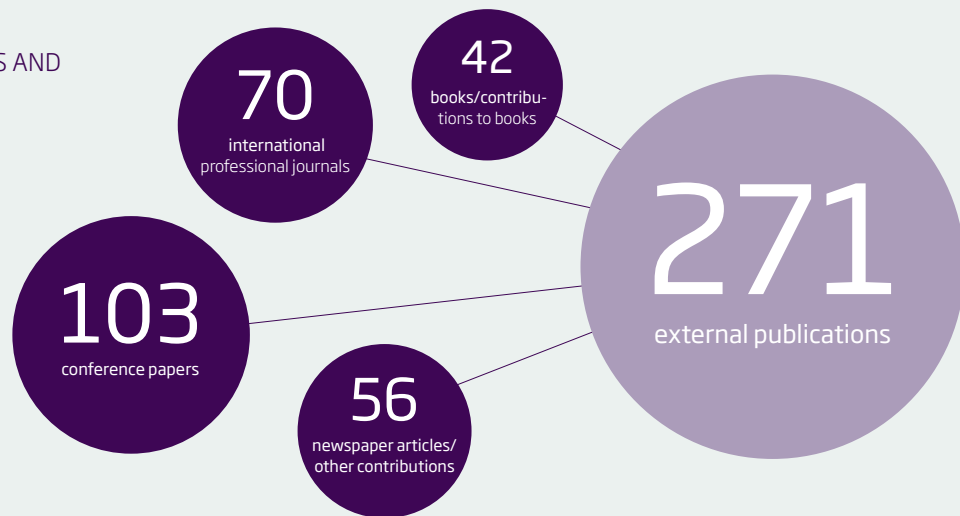 S AND
70
international
professional journals
42
books/contribu-
tions to books
271
external publications
103
conference papers
56
newspaper articles/
other contributions